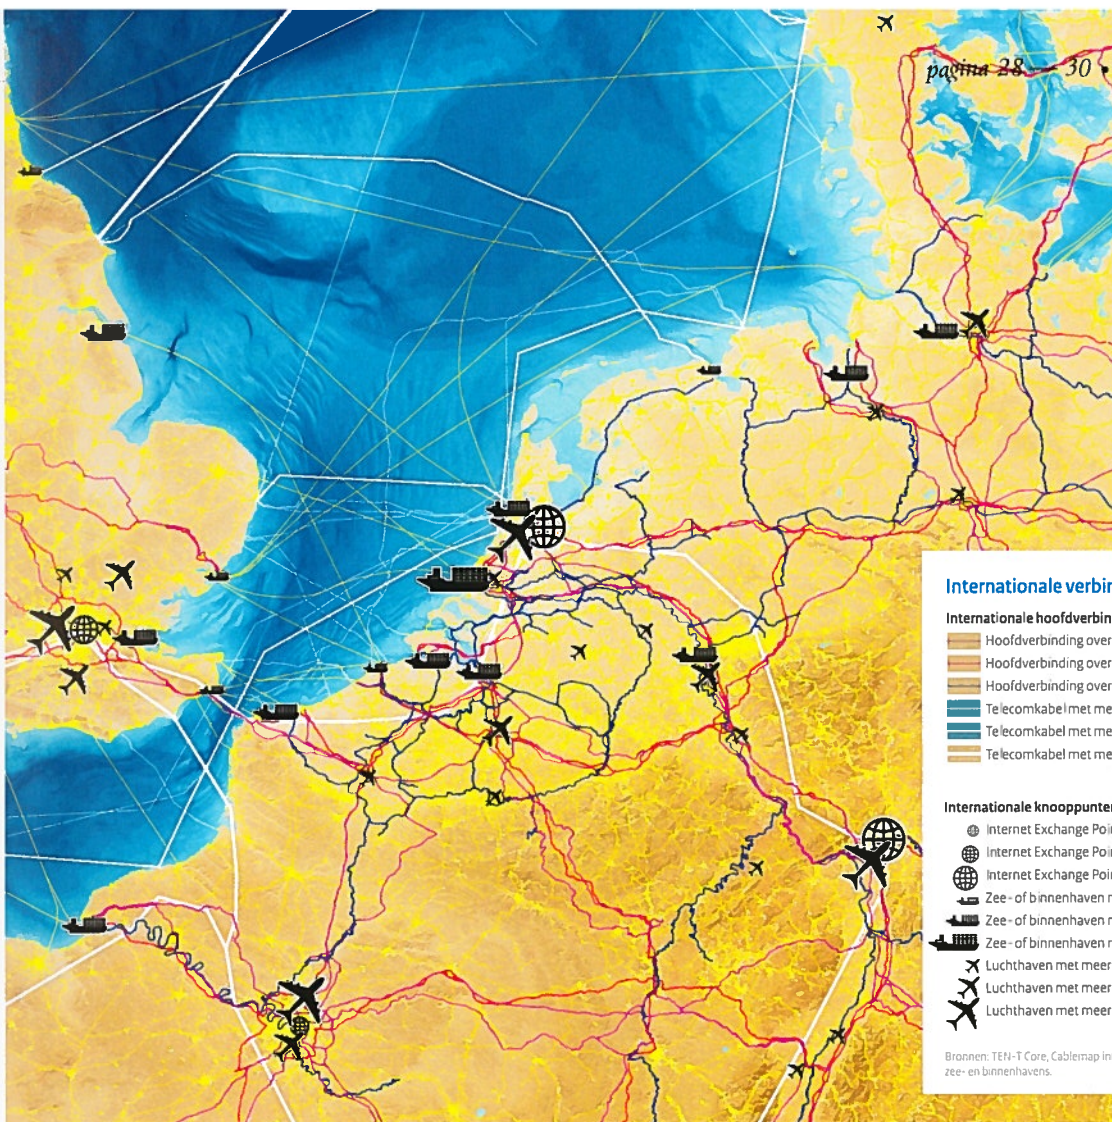 pagina 28 — 30 •
Internationale verbin
Internationale hoofdverbin
Hoofdverbinding over
Hoofdverbinding over
Hoofdverbinding over
Telecomkabel met me
Telecomkabel met me
Telecomkabel met me
Internationale knooppunten
Internet Exchange Poi
Internet Exchange Poi
Internet Exchange Poi
Zee- of binnenhaven m
Zee- of binnenhaven m
Zee- of binnenhaven m
Luchthaven met meer
Luchthaven met meer
Luchthaven met meer
Bronnen: TEN-T Core, Cablemap in
zee- en binnenhavens.